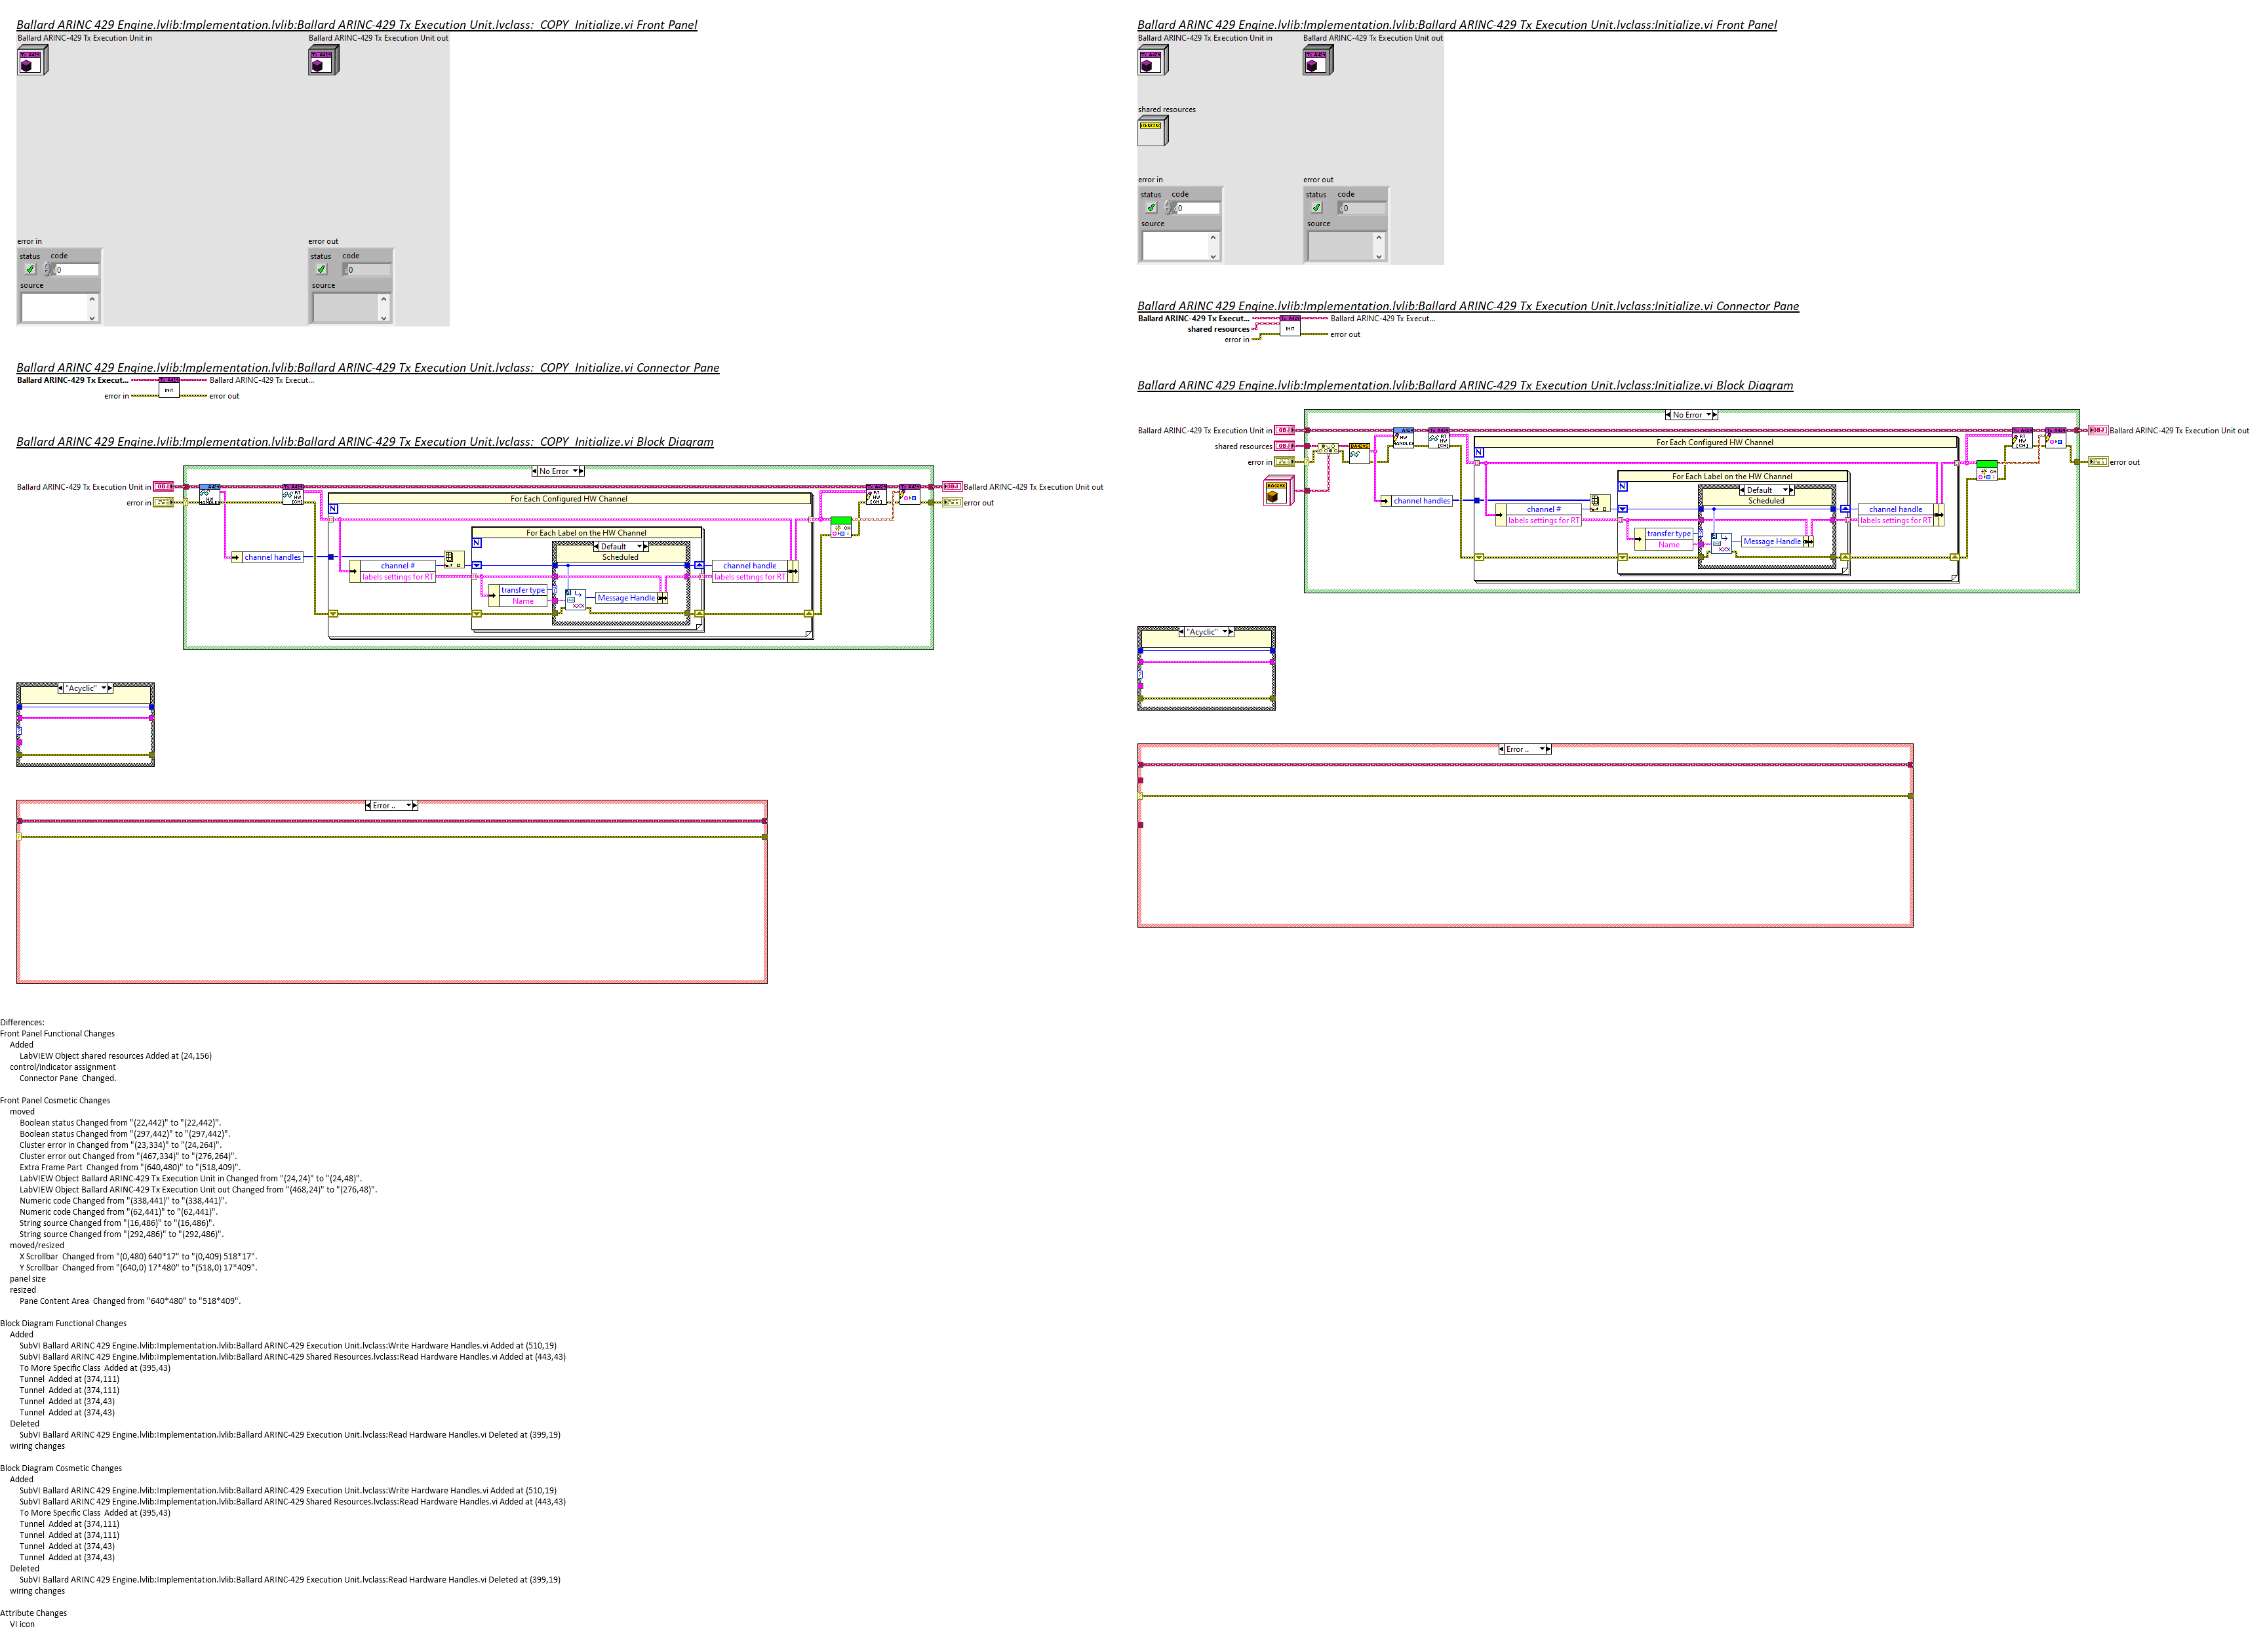 Ballard ARINC 429 Engine.lvlib:Implementation.lvlib:Ballard ARINC-429 Tx Execution Unit.lvclass:_COPY_Initialize.vi Front Panel
Ballard ARINC-429 Tx Execution Unit in
Ballard ARINC-429 Tx Execution Unit out
error in
error out
status code
0
source
status code
0
source
Ballard ARINC 429 Engine.lvlib:Implementation.lvlib:Ballard ARINC-429 Tx Execution Unit.lvclass:_COPY_Initialize.vi Connector Pane
Ballard ARINC-429 Tx Execut...
Tx A429
INIT
Ballard ARINC-429 Tx Execut...
error in
error out
Ballard ARINC 429 Engine.lvlib:Implementation.lvlib:Ballard ARINC-429 Tx Execution Unit.lvclass:_COPY_Initialize.vi Block Diagram
No Error
Ballard ARINC-429 Tx Execution Unit in
Ballard ARINC-429 Tx Execution Unit out
error in
error out
For Each Configured HW Channel
N
For Each Label on the HW Channel
N
Default
Scheduled
channel handles
channel #
labels settings for RT
transfer type
Name
Message Handle
channel handle
labels settings for RT
"Acyclic"
Error ..
Ballard ARINC 429 Engine.lvlib:Implementation.lvlib:Ballard ARINC-429 Tx Execution Unit.lvclass:Initialize.vi Front Panel
Ballard ARINC-429 Tx Execution Unit in
Ballard ARINC-429 Tx Execution Unit out
shared resources
error in
error out
status code
0
source
status code
0
source
Ballard ARINC 429 Engine.lvlib:Implementation.lvlib:Ballard ARINC-429 Tx Execution Unit.lvclass:Initialize.vi Connector Pane
Ballard ARINC-429 Tx Execut...
Tx A429
INIT
Ballard ARINC-429 Tx Execut...
shared resources
error in
error out
Ballard ARINC 429 Engine.lvlib:Implementation.lvlib:Ballard ARINC-429 Tx Execution Unit.lvclass:Initialize.vi Block Diagram
No Error
Ballard ARINC-429 Tx Execution Unit in
Ballard ARINC-429 Tx Execution Unit out
shared resources
error in
error out
For Each Configured HW Channel
N
For Each Label on the HW Channel
N
Default
Scheduled
channel handles
channel #
labels settings for RT
transfer type
Name
Message Handle
channel handle
labels settings for RT
"Acyclic"
Error ..
Differences:
Front Panel Functional Changes
Added
LabVIEW Object shared resources Added at (24,156)
control/indicator assignment
Connector Pane Changed.
Front Panel Cosmetic Changes
moved
Boolean status Changed from "(22,442)" to "(22,442)".
Boolean status Changed from "(297,442)" to "(297,442)".
Cluster error in Changed from "(23,334)" to "(24,264)".
Cluster error out Changed from "(467,334)" to "(276,264)".
Extra Frame Part Changed from "(640,480)" to "(518,409)".
LabVIEW Object Ballard ARINC-429 Tx Execution Unit in Changed from "(24,24)" to "(24,48)".
LabVIEW Object Ballard ARINC-429 Tx Execution Unit out Changed from "(468,24)" to "(276,48)".
Numeric code Changed from "(338,441)" to "(338,441)".
Numeric code Changed from "(62,441)" to "(62,441)".
String source Changed from "(16,486)" to "(16,486)".
String source Changed from "(292,486)" to "(292,486)".
moved/resized
X Scrollbar Changed from "(0,480) 640*17" to "(0,409) 518*17".
Y Scrollbar Changed from "(640,0) 17*480" to "(518,0) 17*409".
panel size
resized
Pane Content Area Changed from "640*480" to "518*409".
Block Diagram Functional Changes
Added
SubVI Ballard ARINC 429 Engine.lvlib:Implementation.lvlib:Ballard ARINC-429 Execution Unit.lvclass:Write Hardware Handles.vi Added at (510,19)
SubVI Ballard ARINC 429 Engine.lvlib:Implementation.lvlib:Ballard ARINC-429 Shared Resources.lvclass:Read Hardware Handles.vi Added at (443,43)
To More Specific Class Added at (395,43)
Tunnel Added at (374,111)
Tunnel Added at (374,111)
Tunnel Added at (374,43)
Tunnel Added at (374,43)
Deleted
SubVI Ballard ARINC 429 Engine.lvlib:Implementation.lvlib:Ballard ARINC-429 Execution Unit.lvclass:Read Hardware Handles.vi Deleted at (399,19)
wiring changes
Block Diagram Cosmetic Changes
Added
SubVI Ballard ARINC 429 Engine.lvlib:Implementation.lvlib:Ballard ARINC-429 Execution Unit.lvclass:Write Hardware Handles.vi Added at (510,19)
SubVI Ballard ARINC 429 Engine.lvlib:Implementation.lvlib:Ballard ARINC-429 Shared Resources.lvclass:Read Hardware Handles.vi Added at (443,43)
To More Specific Class Added at (395,43)
Tunnel Added at (374,111)
Tunnel Added at (374,111)
Tunnel Added at (374,43)
Tunnel Added at (374,43)
Deleted
SubVI Ballard ARINC 429 Engine.lvlib:Implementation.lvlib:Ballard ARINC-429 Execution Unit.lvclass:Read Hardware Handles.vi Deleted at (399,19)
wiring changes
Attribute Changes
VI icon